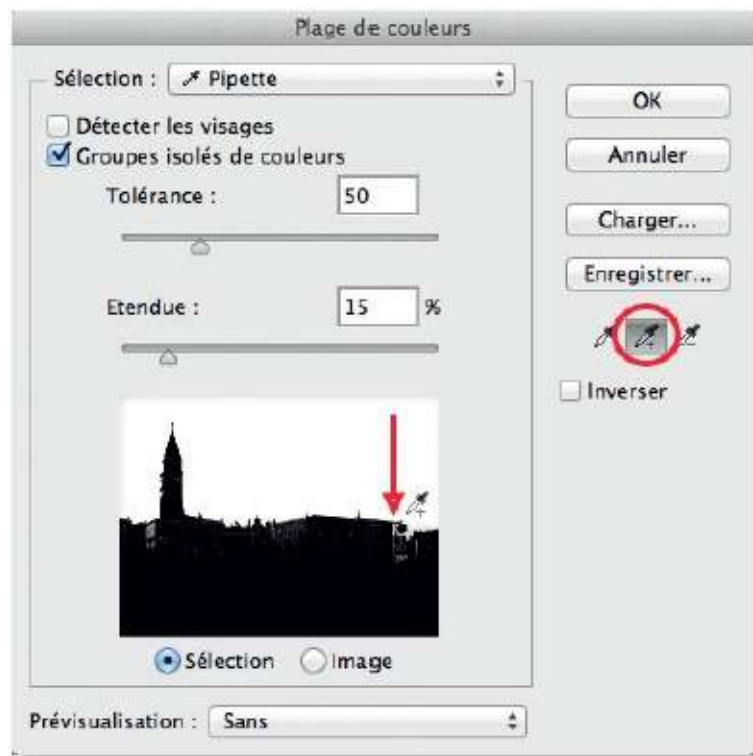 Plage de couleurs
Sélection : Pipette
Détecter les visages
Groupes isolés de couleurs
Tolérance : 50
Etendue : 15 %
Sélection Image
Prévisualisation : Sans
OK
Annuler
Charger...
Enregistrer...
Inverser